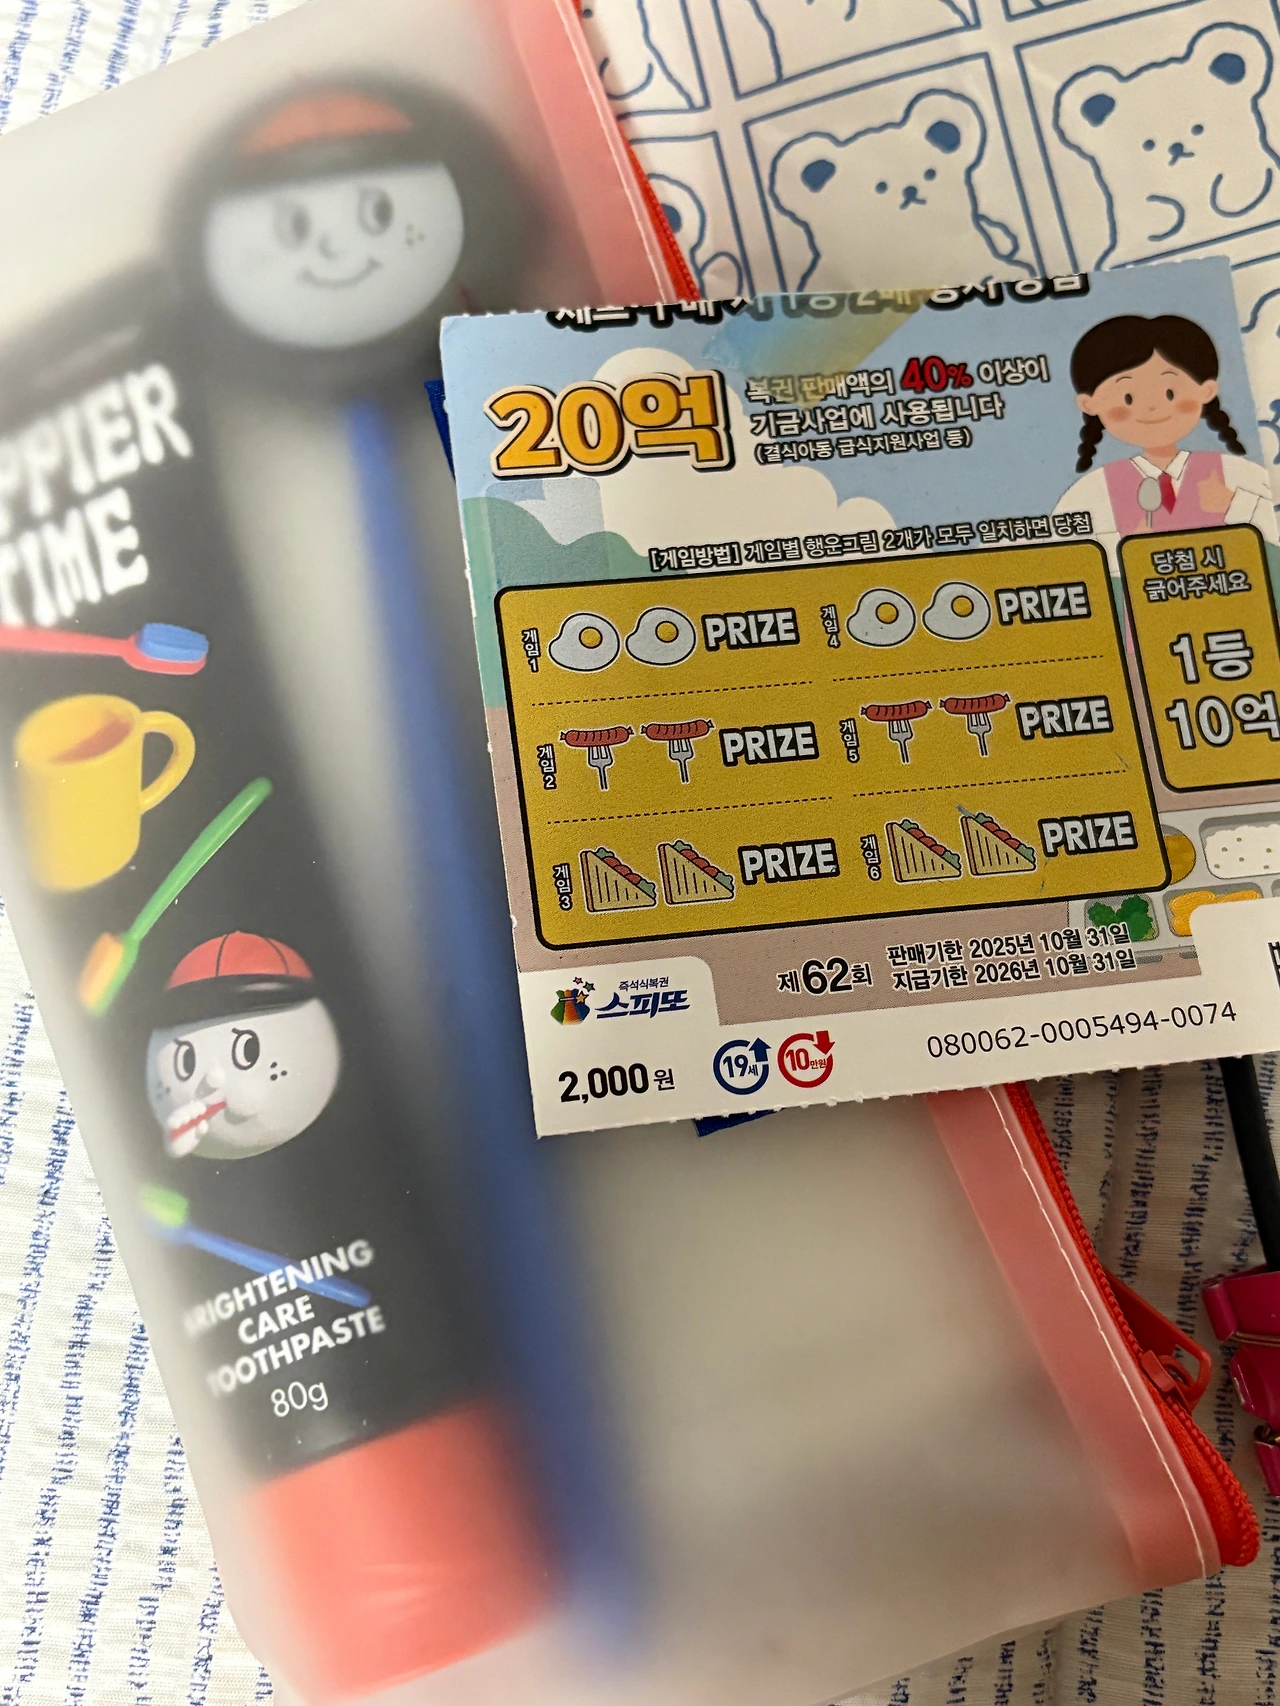 PPIER
TIME
BRIGHTENING
CARE
TOOTHPASTE
80g
20억
복권 판매액의 40% 이상이
기금사업에 사용됩니다
(결식아동 급식지원사업 등)
[게임방법] 게임별 행운그림 2개가 모두 일치하면 당첨
게임1 PRIZE
게임4 PRIZE
게임2 PRIZE
게임5 PRIZE
게임3 PRIZE
게임6 PRIZE
당첨 시
긁어주세요
1등
10억
제62회
판매기한 2025년 10월 31일
지급기한 2026년 10월 31일
즉석식복권
스피또
2,000원
19세
10만원
080062-0005494-0074